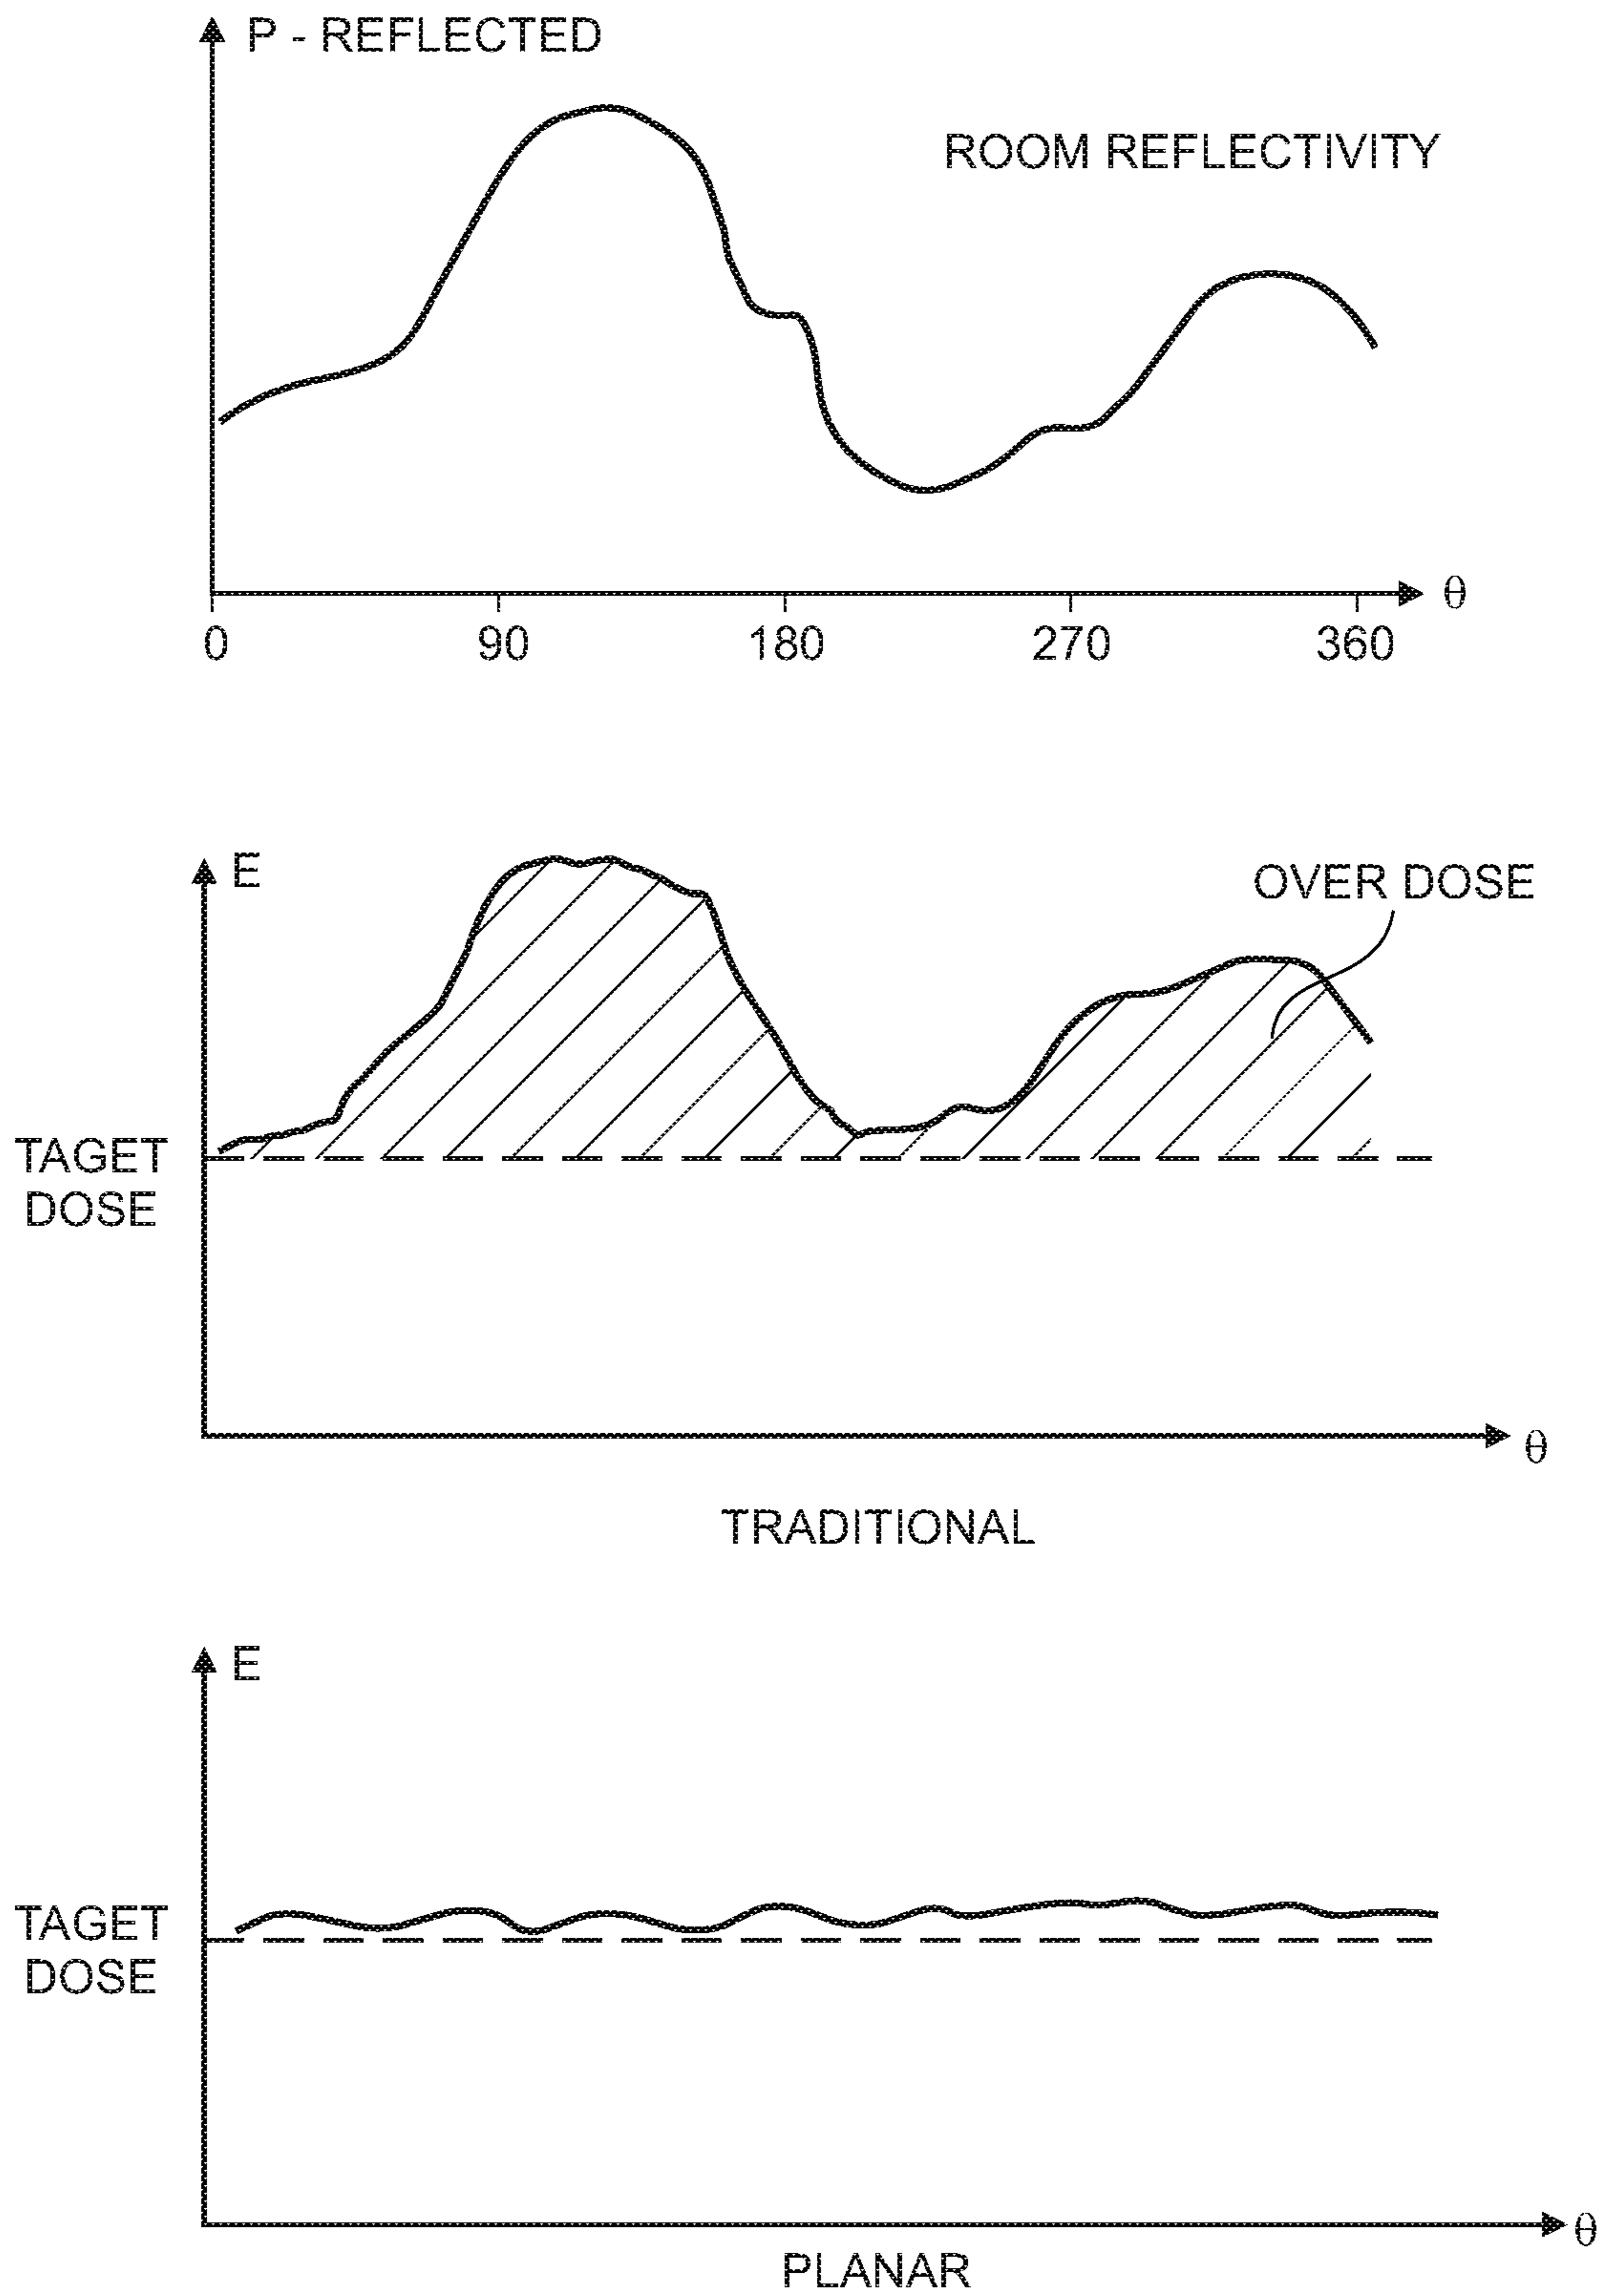 P - REFLECTED
ROOM REFLECTIVITY
θ
0 90 180 270 360
E
OVER DOSE
TAGET
DOSE
θ
TRADITIONAL
E
TAGET
DOSE
θ
PLANAR